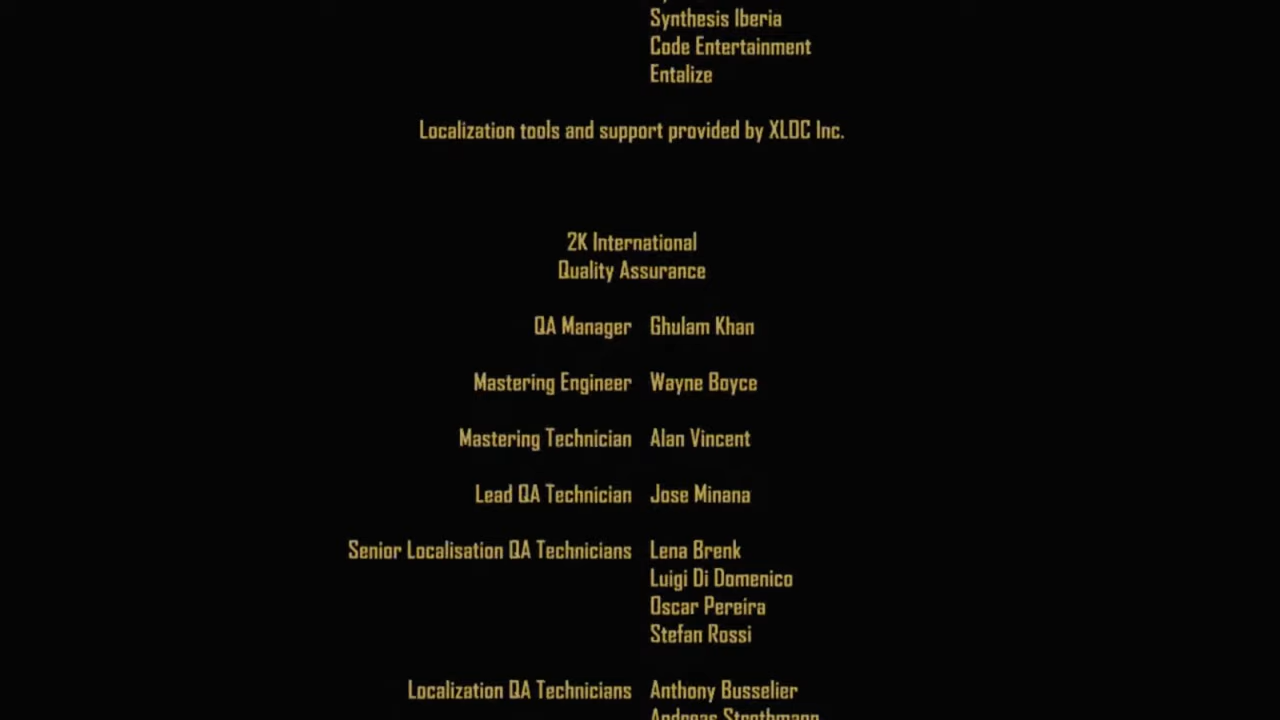 Synthesis Iberia
Code Entertainment
Entalize
Localization tools and support provided by XLOC Inc.
2K International
Quality Assurance
QA Manager Ghulam Khan
Mastering Engineer Wayne Boyce
Mastering Technician Alan Vincent
Lead QA Technician Jose Minana
Senior Localisation QA Technicians Lena Brenk
Luigi Di Domenico
Oscar Pereira
Stefan Rossi
Localization QA Technicians Anthony Busselier
Andreas Strothmann